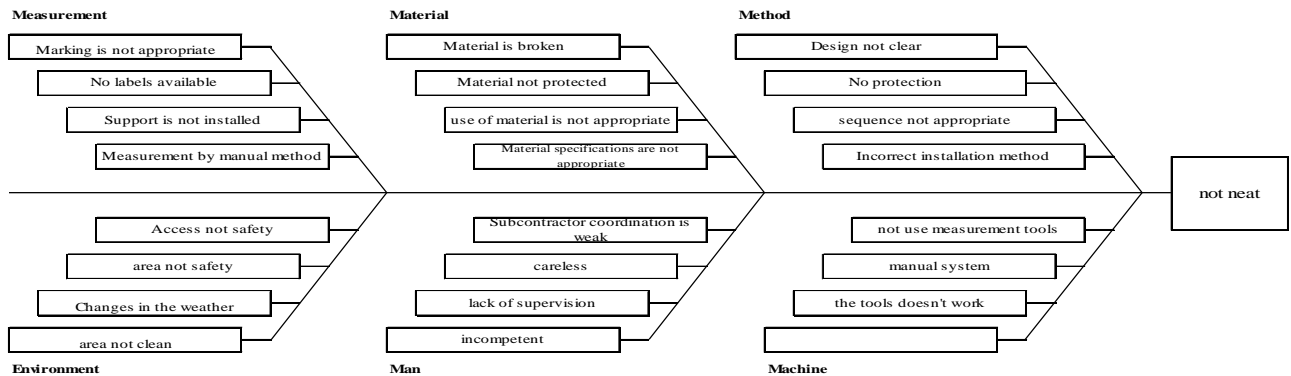 Measurement
Material
Method
Marking is not appropriate
Material is broken
Design not clear
No labels available
Material not protected
No protection
Support is not installed
use of material is not appropriate
sequence not appropriate
Measurement by manual method
Material specifications are not
appropriate
Incorrect installation method
not neat
Access not safety
Subcontractor coordination is
weak
not use measurement tools
area not safety
careless
manual system
Changes in the weather
lack of supervision
the tools doesn't work
area not clean
incompetent
Environment
Man
Machine